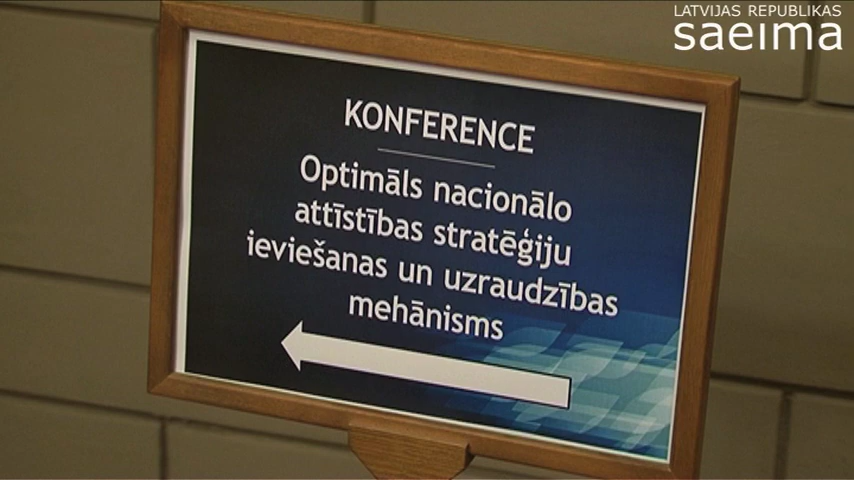 LATVIJAS REPUBLIKAS
saeima
KONFERENCE
Optimāls nacionālo
attīstības stratēģiju
ieviešanas un uzraudzības
mehānisms